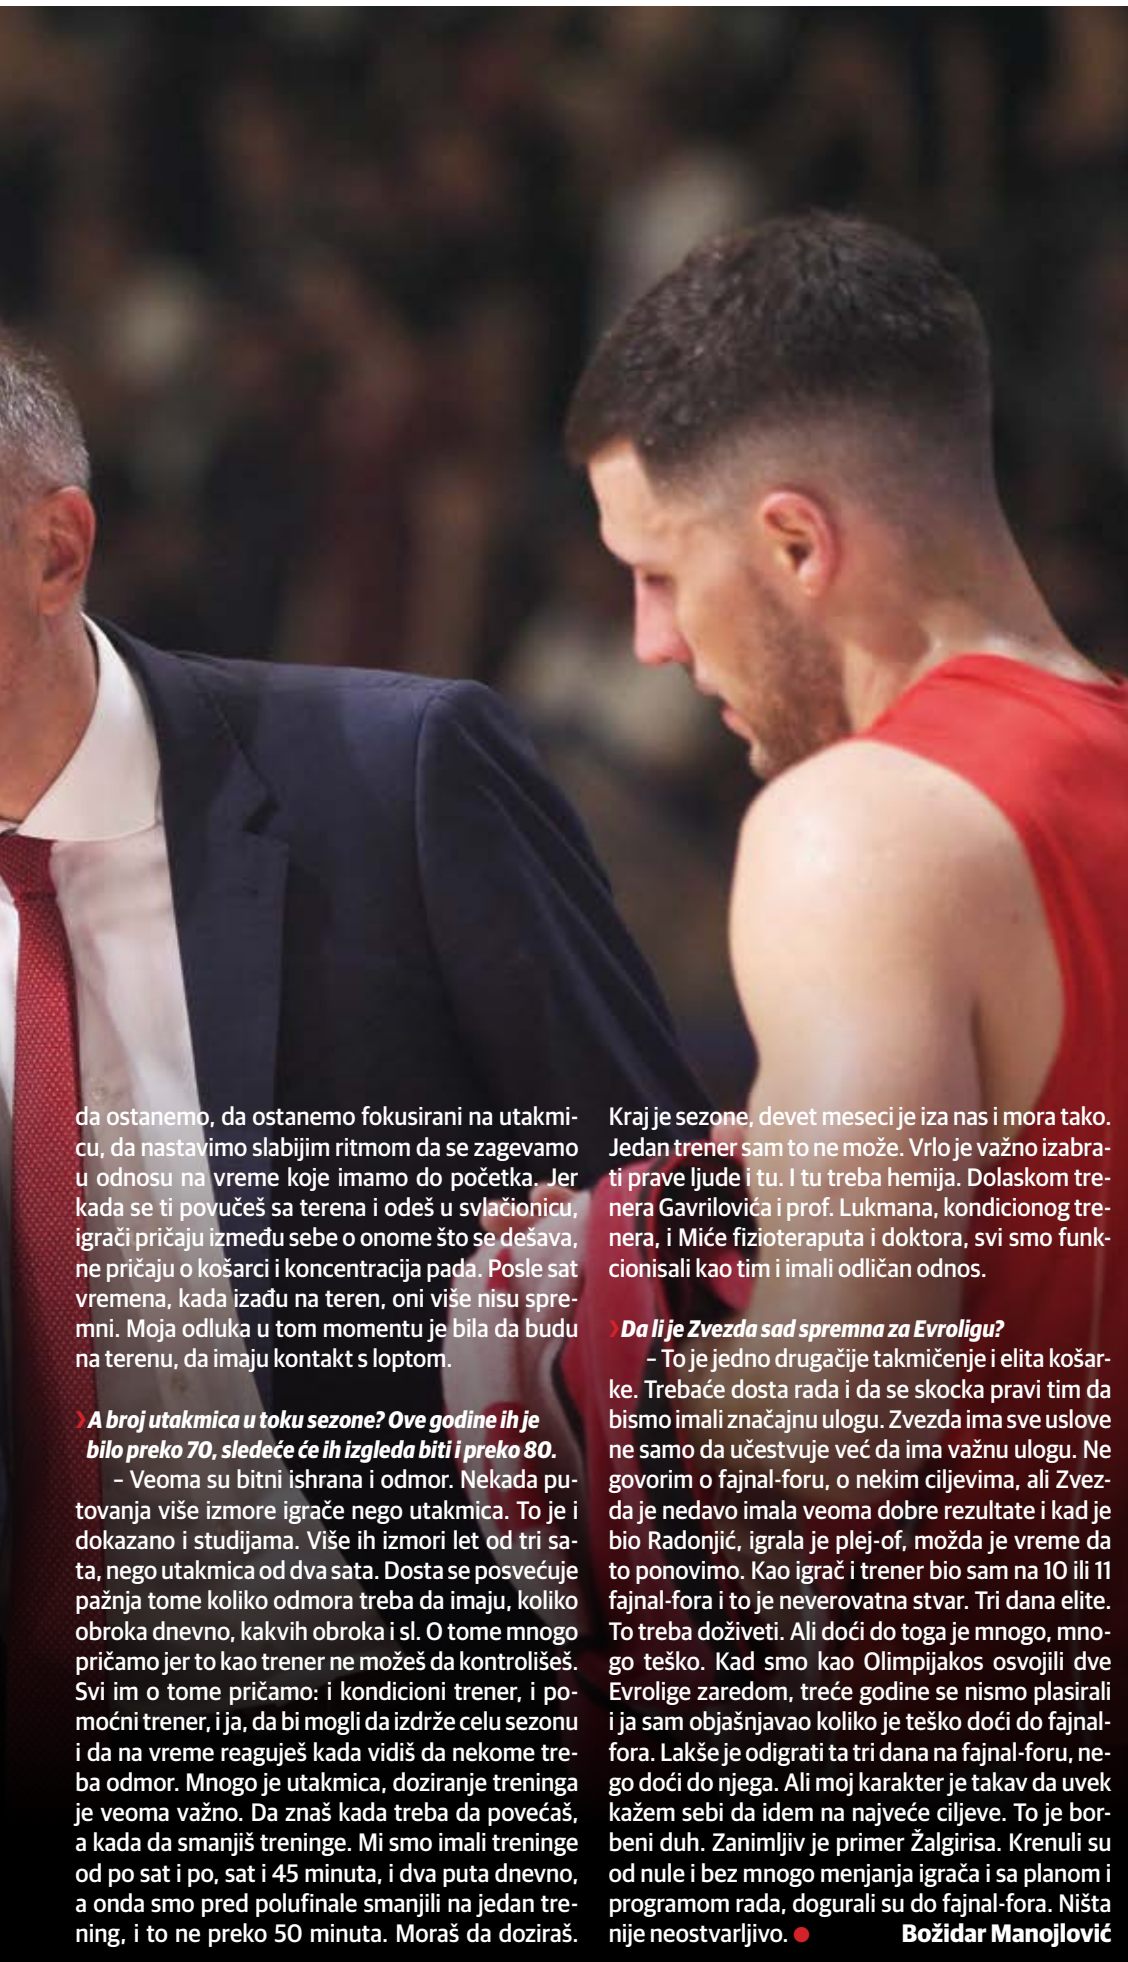 da ostanemo, da ostanemo fokusirani na utakmi-
cu, da nastavimo slabijim ritmom da se zagevamo
u odnosu na vreme koje imamo do početka. Jer
kada se ti povučeš sa terena i odeš u svlačionicu,
igrači pričaju između sebe o onome što se dešava,
ne pričaju o košarci i koncentracija pada. Posle sat
vremena, kada izađu na teren, oni više nisu spre-
mni. Moja odluka u tom momentu je bila da budu
na terenu, da imaju kontakt s loptom.
›A broj utakmica u toku sezone? Ove godine ih je
bilo preko 70, sledeće će ih izgleda biti i preko 80.
– Veoma su bitni ishrana i odmor. Nekada pu-
tovanja više izmore igrače nego utakmica. To je i
dokazano i studijama. Više ih izmori let od tri sa-
ta, nego utakmica od dva sata. Dosta se posvećuje
pažnja tome koliko odmora treba da imaju, koliko
obroka dnevno, kakvih obroka i sl. O tome mnogo
pričamo jer to kao trener ne možeš da kontrolišeš.
Svi im o tome pričamo: i kondicioni trener, i po-
moćni trener, i ja, da bi mogli da izdrže celu sezonu
i da na vreme reaguješ kada vidiš da nekome tre-
ba odmor. Mnogo je utakmica, doziranje treninga
je veoma važno. Da znaš kada treba da povećaš,
a kada da smanjiš treninge. Mi smo imali treninge
od po sat i po, sat i 45 minuta, i dva puta dnevno,
a onda smo pred polufinale smanjili na jedan tre-
ning, i to ne preko 50 minuta. Moraš da doziraš.
Kraj je sezone, devet meseci je iza nas i mora tako.
Jedan trener sam to ne može. Vrlo je važno izabra-
ti prave ljude i tu. I tu treba hemija. Dolaskom tre-
nera Gavrilovića i prof. Lukmana, kondicionog tre-
nera, i Miće fizioteraputa i doktora, svi smo funk-
cionisali kao tim i imali odličan odnos.
›Da li je Zvezda sad spremna za Evroligu?
– To je jedno drugačije takmičenje i elita košar-
ke. Trebaće dosta rada i da se skocka pravi tim da
bismo imali značajnu ulogu. Zvezda ima sve uslove
ne samo da učestvuje već da ima važnu ulogu. Ne
govorim o fajnal-foru, o nekim ciljevima, ali Zvez-
da je nedavo imala veoma dobre rezultate i kad je
bio Radonjić, igrala je plej-of, možda je vreme da
to ponovimo. Kao igrač i trener bio sam na 10 ili 11
fajnal-fora i to je neverovatna stvar. Tri dana elite.
To treba doživeti. Ali doći do toga je mnogo, mno-
go teško. Kad smo kao Olimpijakos osvojili dve
Evrolige zaredom, treće godine se nismo plasirali
i ja sam objašnjavao koliko je teško doći do fajnal-
fora. Lakše je odigrati ta tri dana na fajnal-foru, ne-
go doći do njega. Ali moj karakter je takav da uvek
kažem sebi da idem na najveće ciljeve. To je bor-
beni duh. Zanimljiv je primer Žalgirisa. Krenuli su
od nule i bez mnogo menjanja igrača i sa planom i
programom rada, dogurali su do fajnal-fora. Ništa
nije neostvarljivo. ● Božidar Manojlović